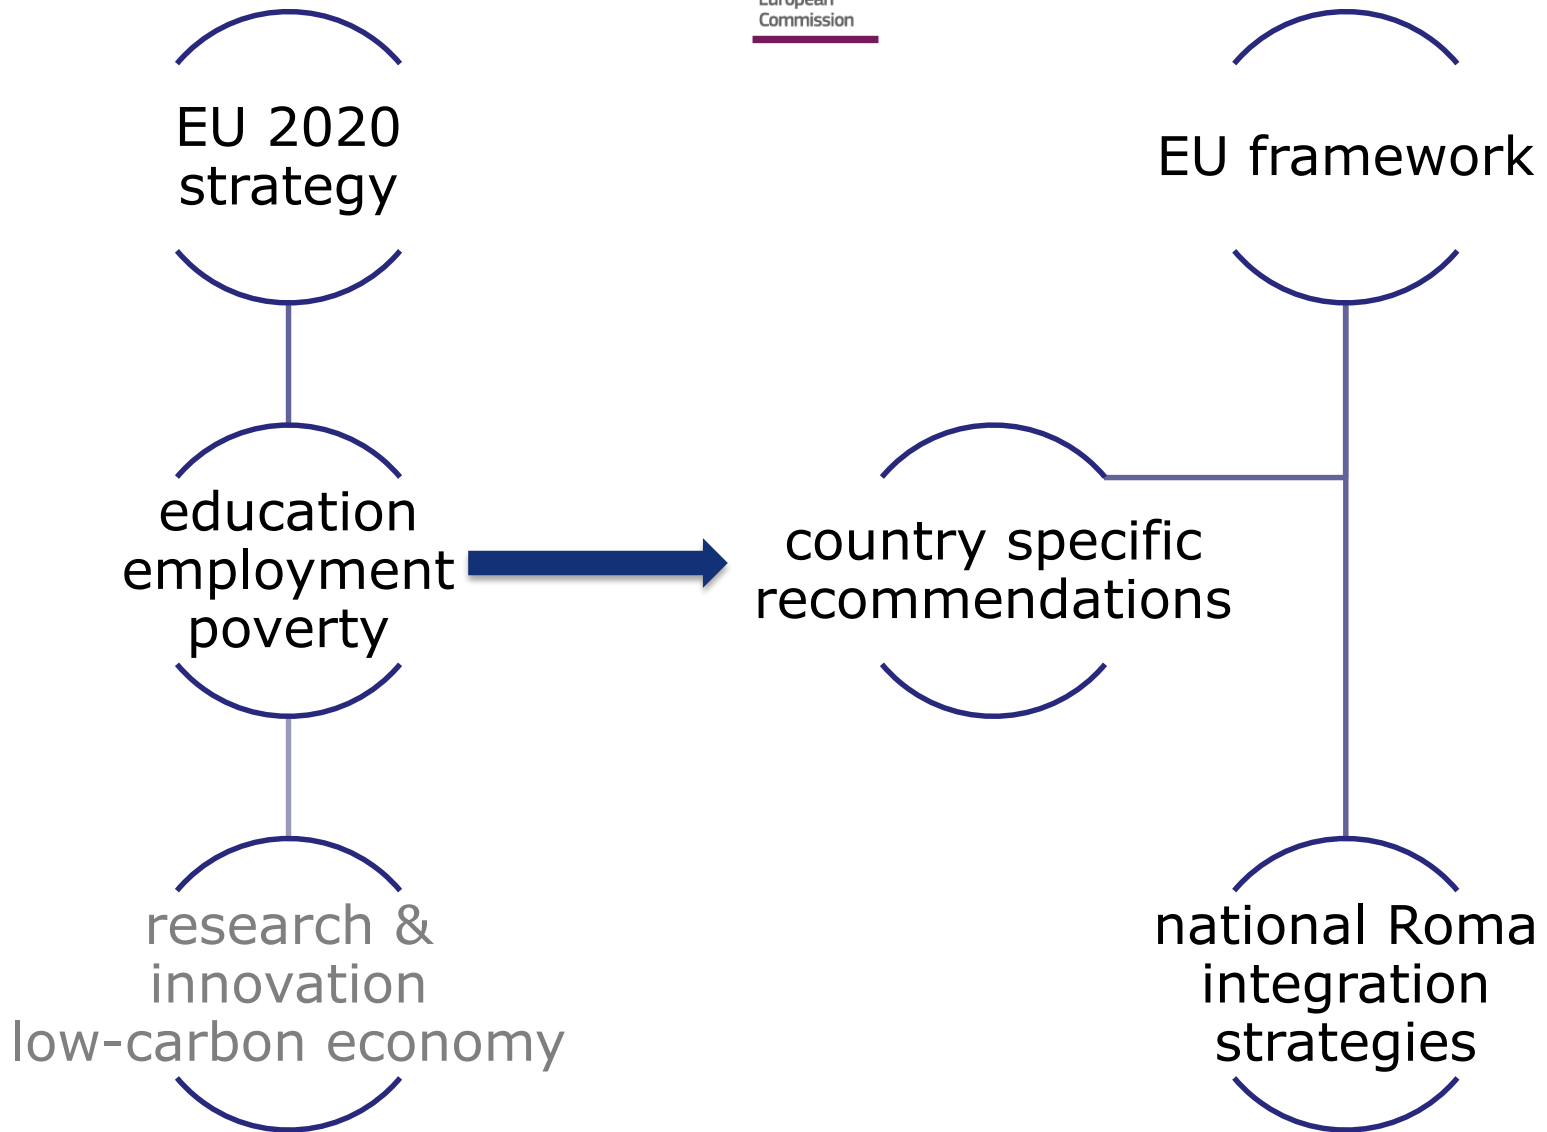 European
Commission
EU 2020
strategy
EU framework
education
employment
poverty
country specific
recommendations
research &
innovation
low-carbon economy
national Roma
integration
strategies